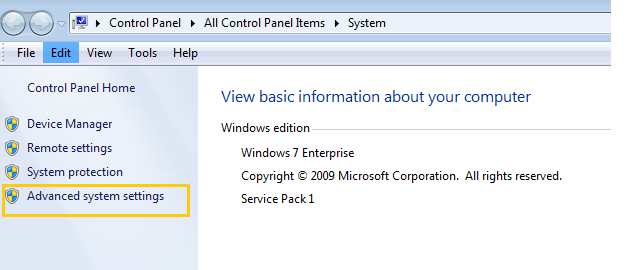 Control Panel ▸ All Control Panel Items ▸ System
File Edit View Tools Help
Control Panel Home
Device Manager
Remote settings
System protection
Advanced system settings
View basic information about your computer
Windows edition
Windows 7 Enterprise
Copyright © 2009 Microsoft Corporation. All rights reserved.
Service Pack 1